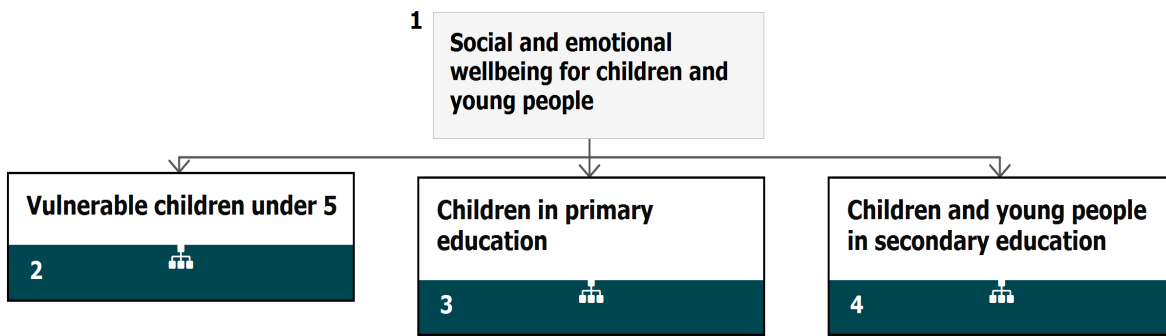 1
Social and emotional
wellbeing for children and
young people
Vulnerable children under 5
2
Children in primary
education
3
Children and young people
in secondary education
4